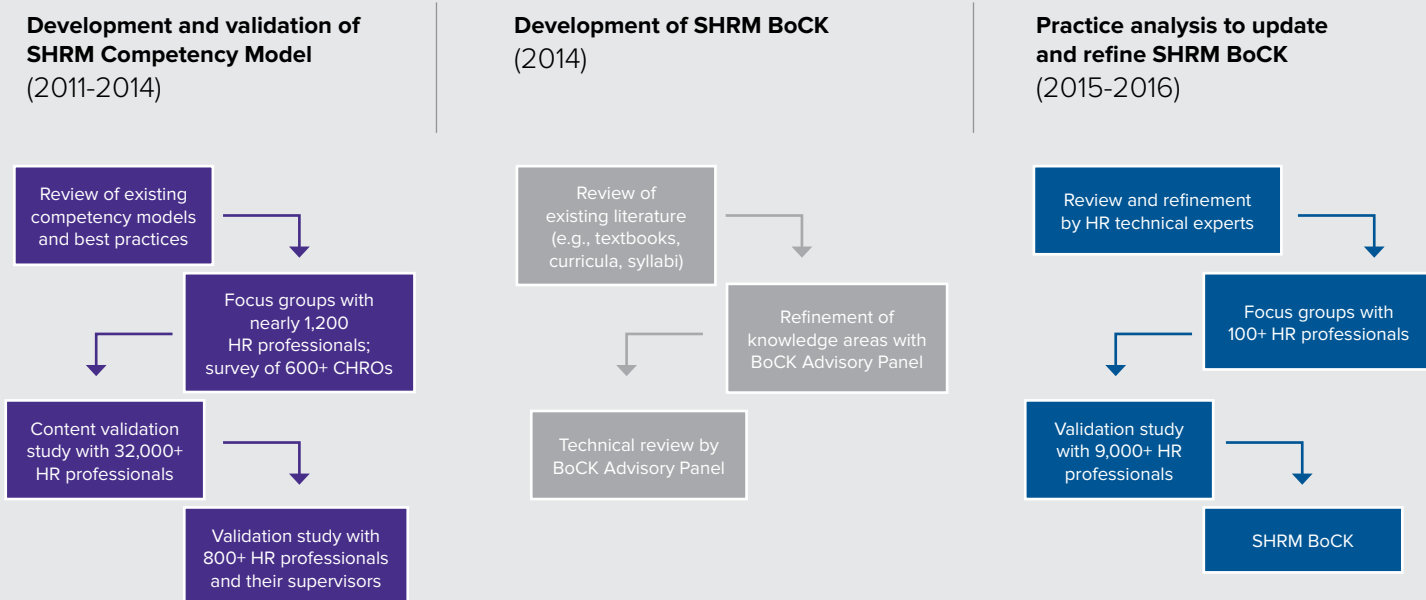 Development and validation of
SHRM Competency Model
(2011-2014)
Review of existing
competency models
and best practices
Focus groups with
nearly 1,200
HR professionals;
survey of 600+ CHROs
Content validation
study with 32,000+
HR professionals
Validation study with
800+ HR professionals
and their supervisors
Development of SHRM BoCK
(2014)
Review of
existing literature
(e.g., textbooks,
curricula, syllabi)
Refinement of
knowledge areas with
BoCK Advisory Panel
Technical review by
BoCK Advisory Panel
Practice analysis to update
and refine SHRM BoCK
(2015-2016)
Review and refinement
by HR technical experts
Focus groups with
100+ HR professionals
Validation study
with 9,000+ HR
professionals
SHRM BoCK